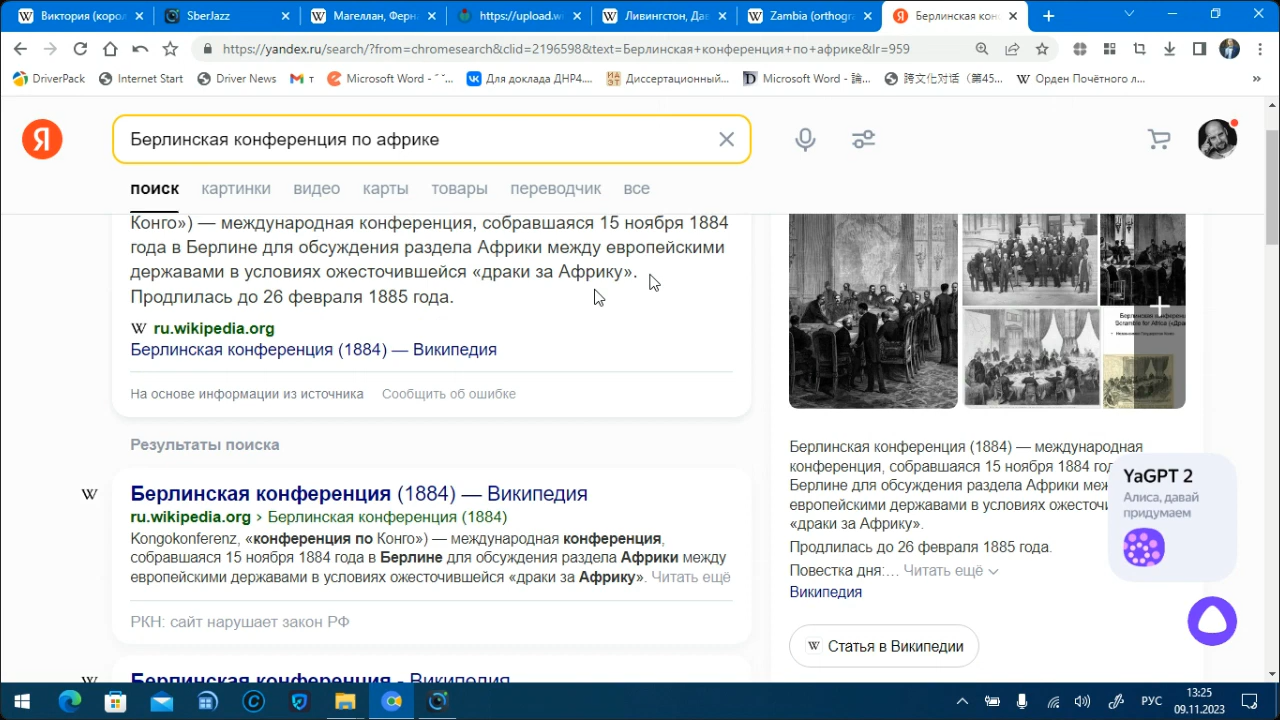 Виктория (корол
SberJazz
Магеллан, Ферна
https://upload.w
Ливингстон, Дав
Zambia (orthogra
Берлинская кон
https://yandex.ru/search/?from=chromesearch&clid=2196598&text=Берлинская+конференция+по+африке&lr=959
DriverPack
Internet Start
Driver News
т
Microsoft Word - ˉˇ...
Для доклада ДНР4....
Диссертационный...
Microsoft Word - 論...
跨文化对话（第45...
Орден Почётного л...
»
Я
Берлинская конференция по африке
поиск картинки видео карты товары переводчик все
Конго») — международная конференция, собравшаяся 15 ноября 1884
года в Берлине для обсуждения раздела Африки между европейскими
державами в условиях ожесточившейся «драки за Африку».
Продлилась до 26 февраля 1885 года.
W ru.wikipedia.org
Берлинская конференция (1884) — Википедия
На основе информации из источника Сообщить об ошибке
Результаты поиска
W Берлинская конференция (1884) — Википедия
ru.wikipedia.org › Берлинская конференция (1884)
Kongokonferenz, «конференция по Конго») — международная конференция,
собравшаяся 15 ноября 1884 года в Берлине для обсуждения раздела Африки между
европейскими державами в условиях ожесточившейся «драки за Африку». Читать ещё
РКН: сайт нарушает закон РФ
Берлинская конференция - Википедия
Берлинская конференция (1884) — международная
конференция, собравшаяся 15 ноября 1884 го
Берлине для обсуждения раздела Африки меж
европейскими державами в условиях ожесточи
«драки за Африку».
Продлилась до 26 февраля 1885 года.
Повестка дня:… Читать ещё
Википедия
W Статья в Википедии
YaGPT 2
Алиса, давай
придумаем
РУС
13:25
09.11.2023